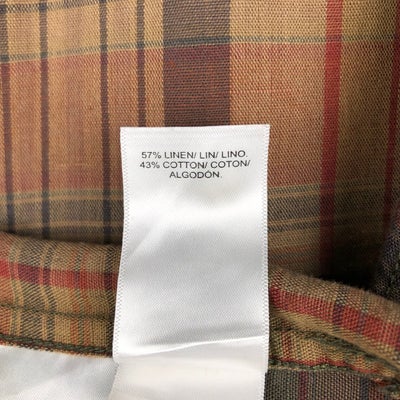 57% LINEN/ LIN/ LINO.
43% COTTON/ COTON/
ALGODÓN.